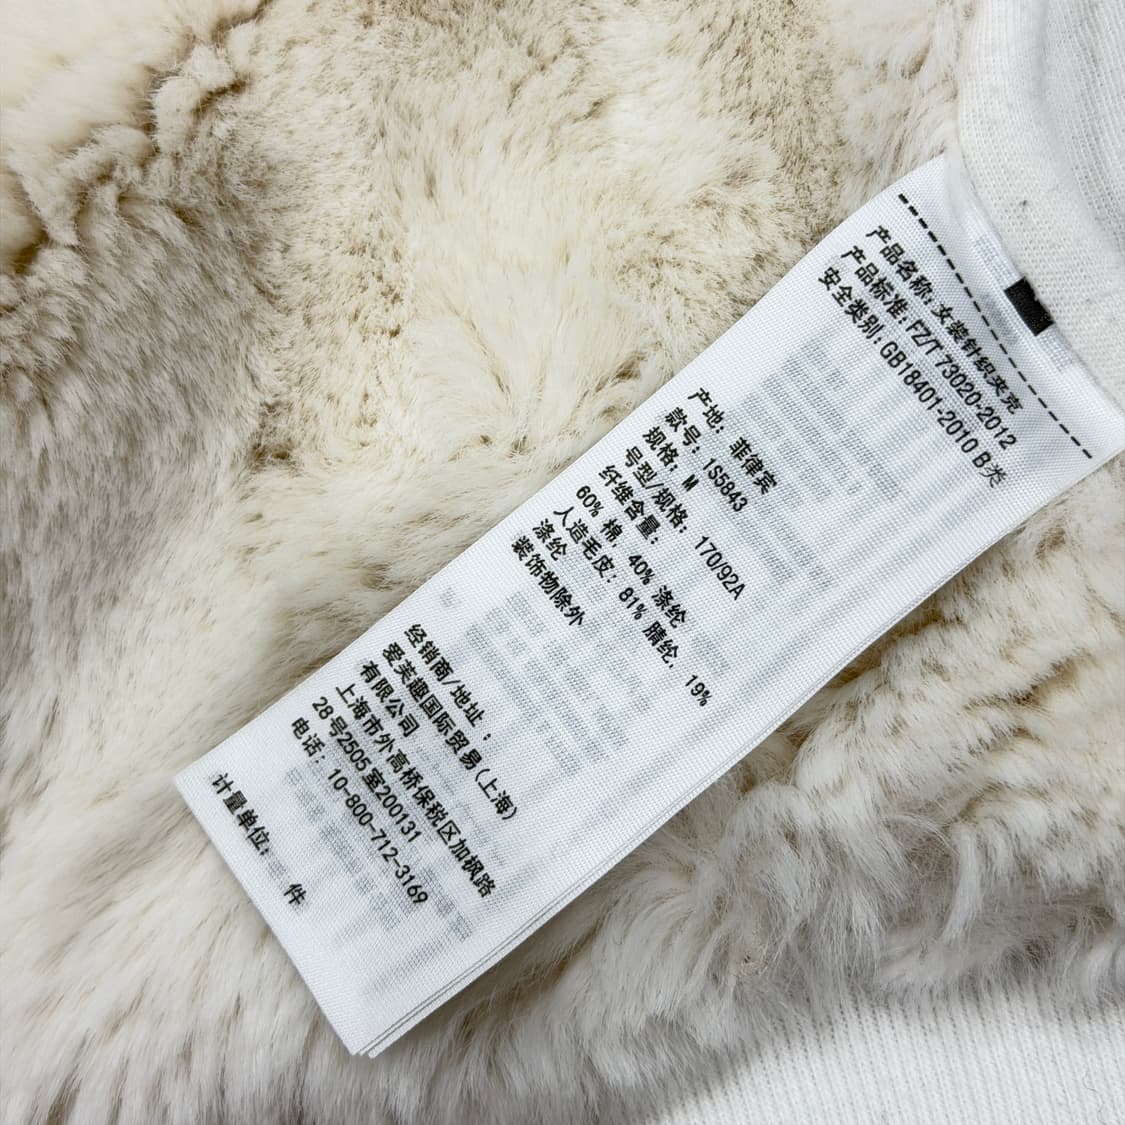 产品名称：女装针织夹克
产品标准：FZ/T 73020-2012
安全类别：GB18401-2010 B类
产地：菲律宾
款号：1S5843
规格：M
号型/规格：170/92A
纤维含量：
60% 棉，40% 涤纶
人造毛皮：81% 腈纶，19%
涤纶
装饰物除外
经销商/地址：
爱芙趣国际贸易(上海)
有限公司
上海市外高桥保税区加枫路
28号2505至200131
电话：10-800-712-3169
计量单位： 件